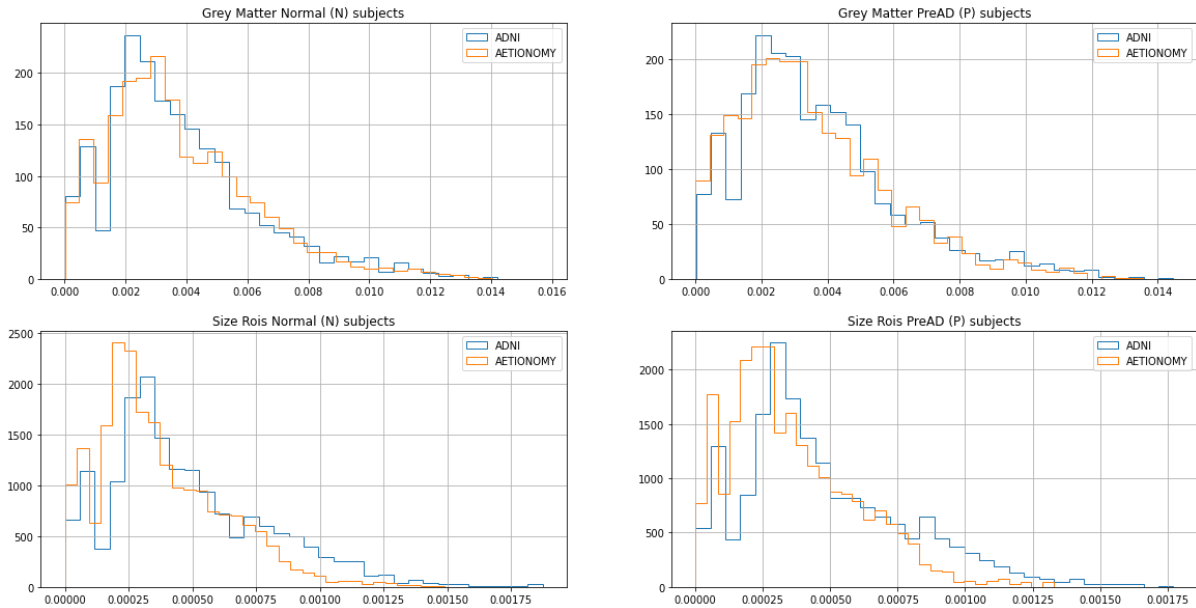 Grey Matter Normal (N) subjects
ADNI
AETIONOMY
200
150
100
50
0
0.000 0.002 0.004 0.006 0.008 0.010 0.012 0.014 0.016
Grey Matter PreAD (P) subjects
ADNI
AETIONOMY
200
150
100
50
0
0.000 0.002 0.004 0.006 0.008 0.010 0.012 0.014
Size Rois Normal (N) subjects
ADNI
AETIONOMY
2500
2000
1500
1000
500
0
0.00000 0.00025 0.00050 0.00075 0.00100 0.00125 0.00150 0.00175
Size Rois PreAD (P) subjects
ADNI
AETIONOMY
2000
1500
1000
500
0
0.00000 0.00025 0.00050 0.00075 0.00100 0.00125 0.00150 0.00175